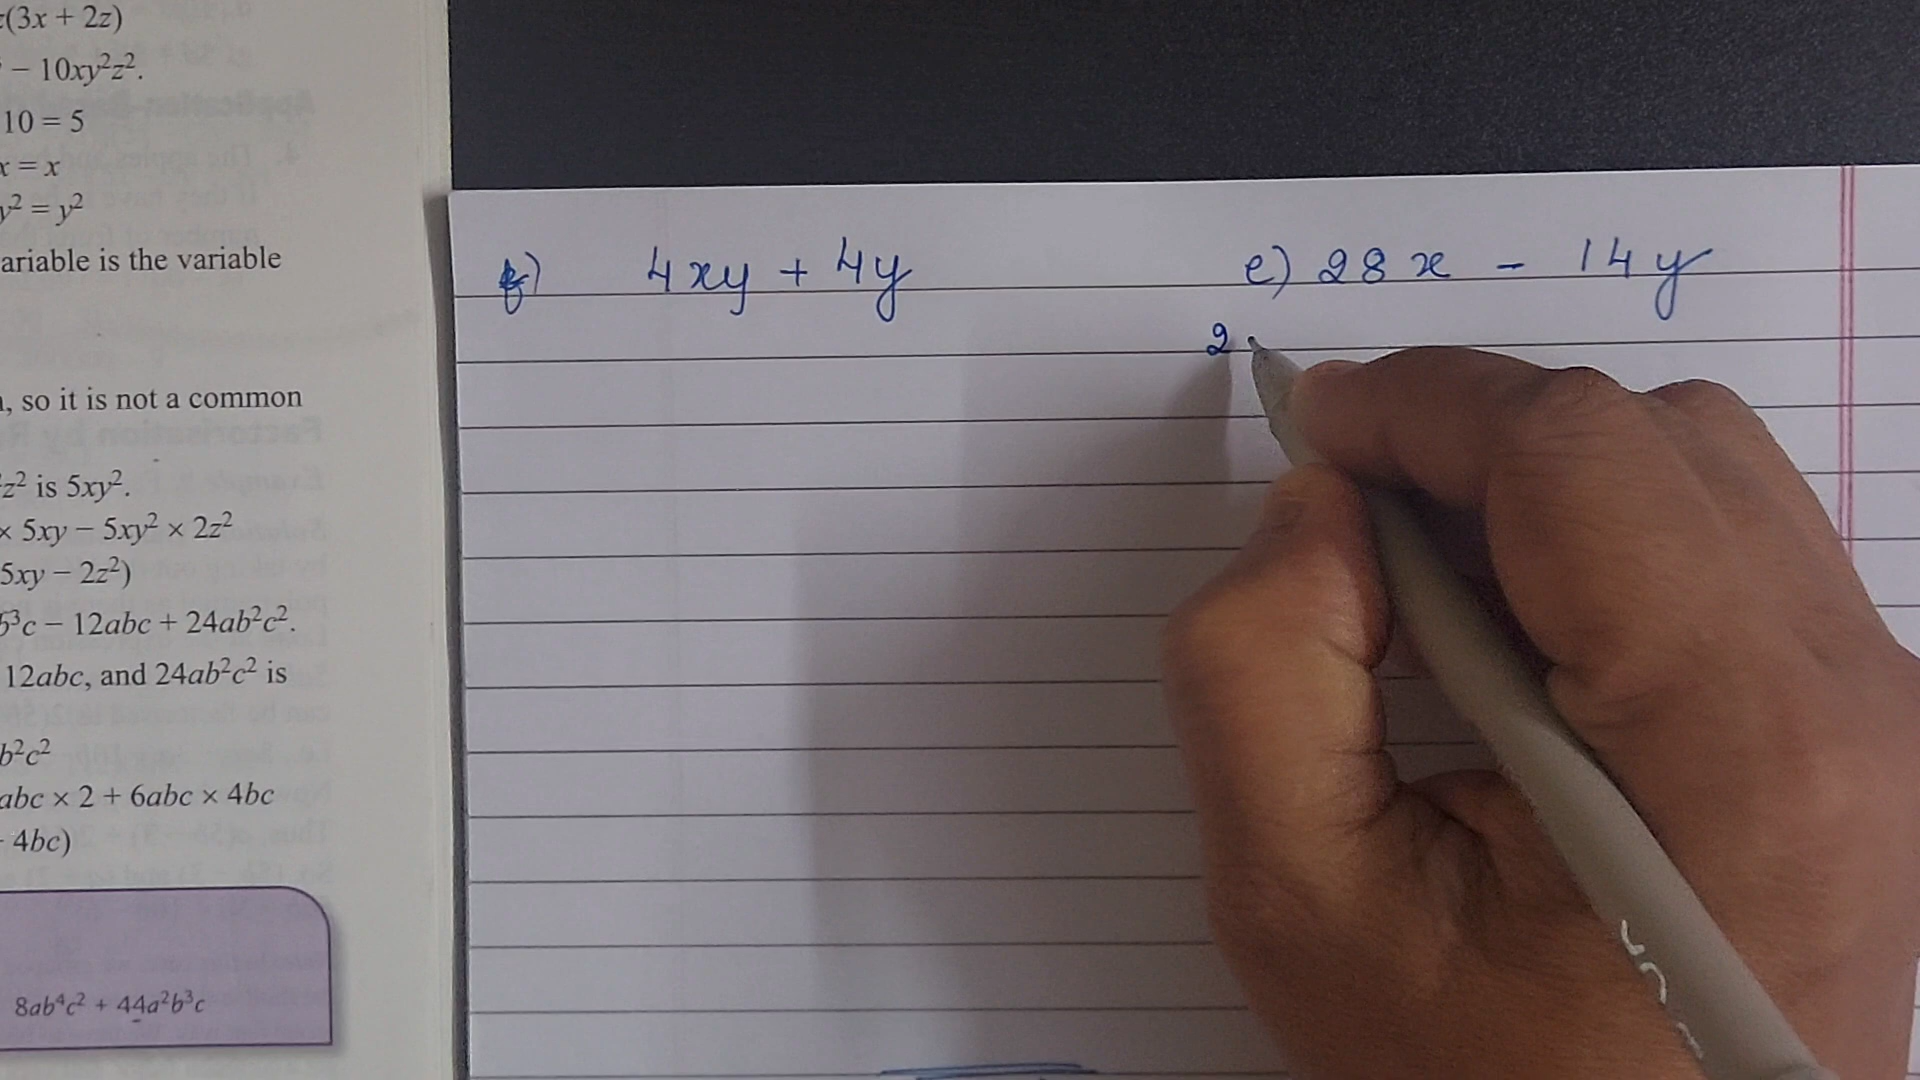 (3x + 2z)
– 10xy²z².
10 = 5
x = x
y² = y²
ariable is the variable
, so it is not a common
z² is 5xy².
× 5xy – 5xy² × 2z²
5xy – 2z²)
b³c – 12abc + 24ab²c².
12abc, and 24ab²c² is
b²c²
abc × 2 + 6abc × 4bc
4bc)
8ab⁴c² + 44a²b³c
4xy + 4y
e) 28x – 14y
2